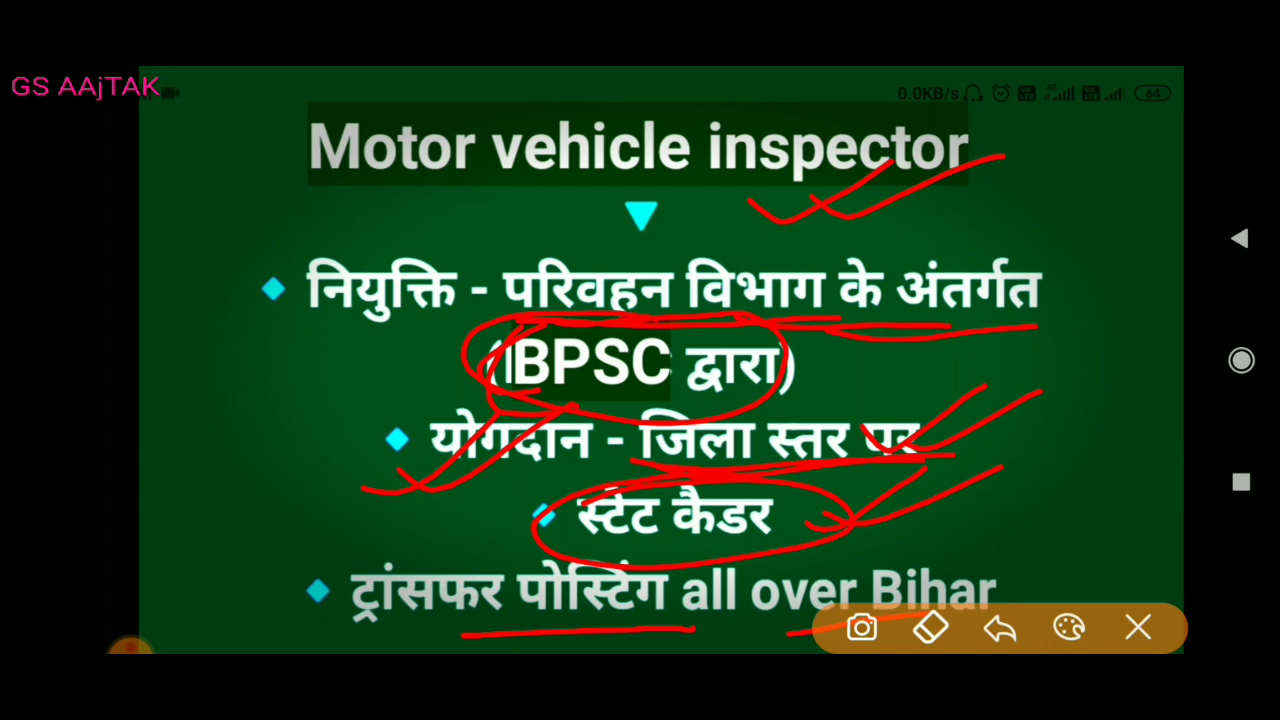 GS AAjTAK
0.0KB/s
64
Motor vehicle inspector
नियुक्ति - परिवहन विभाग के अंतर्गत
(BPSC द्वारा)
योगदान - जिला स्तर पर
स्टेट कैडर
ट्रांसफर पोस्टिंग all over Bihar